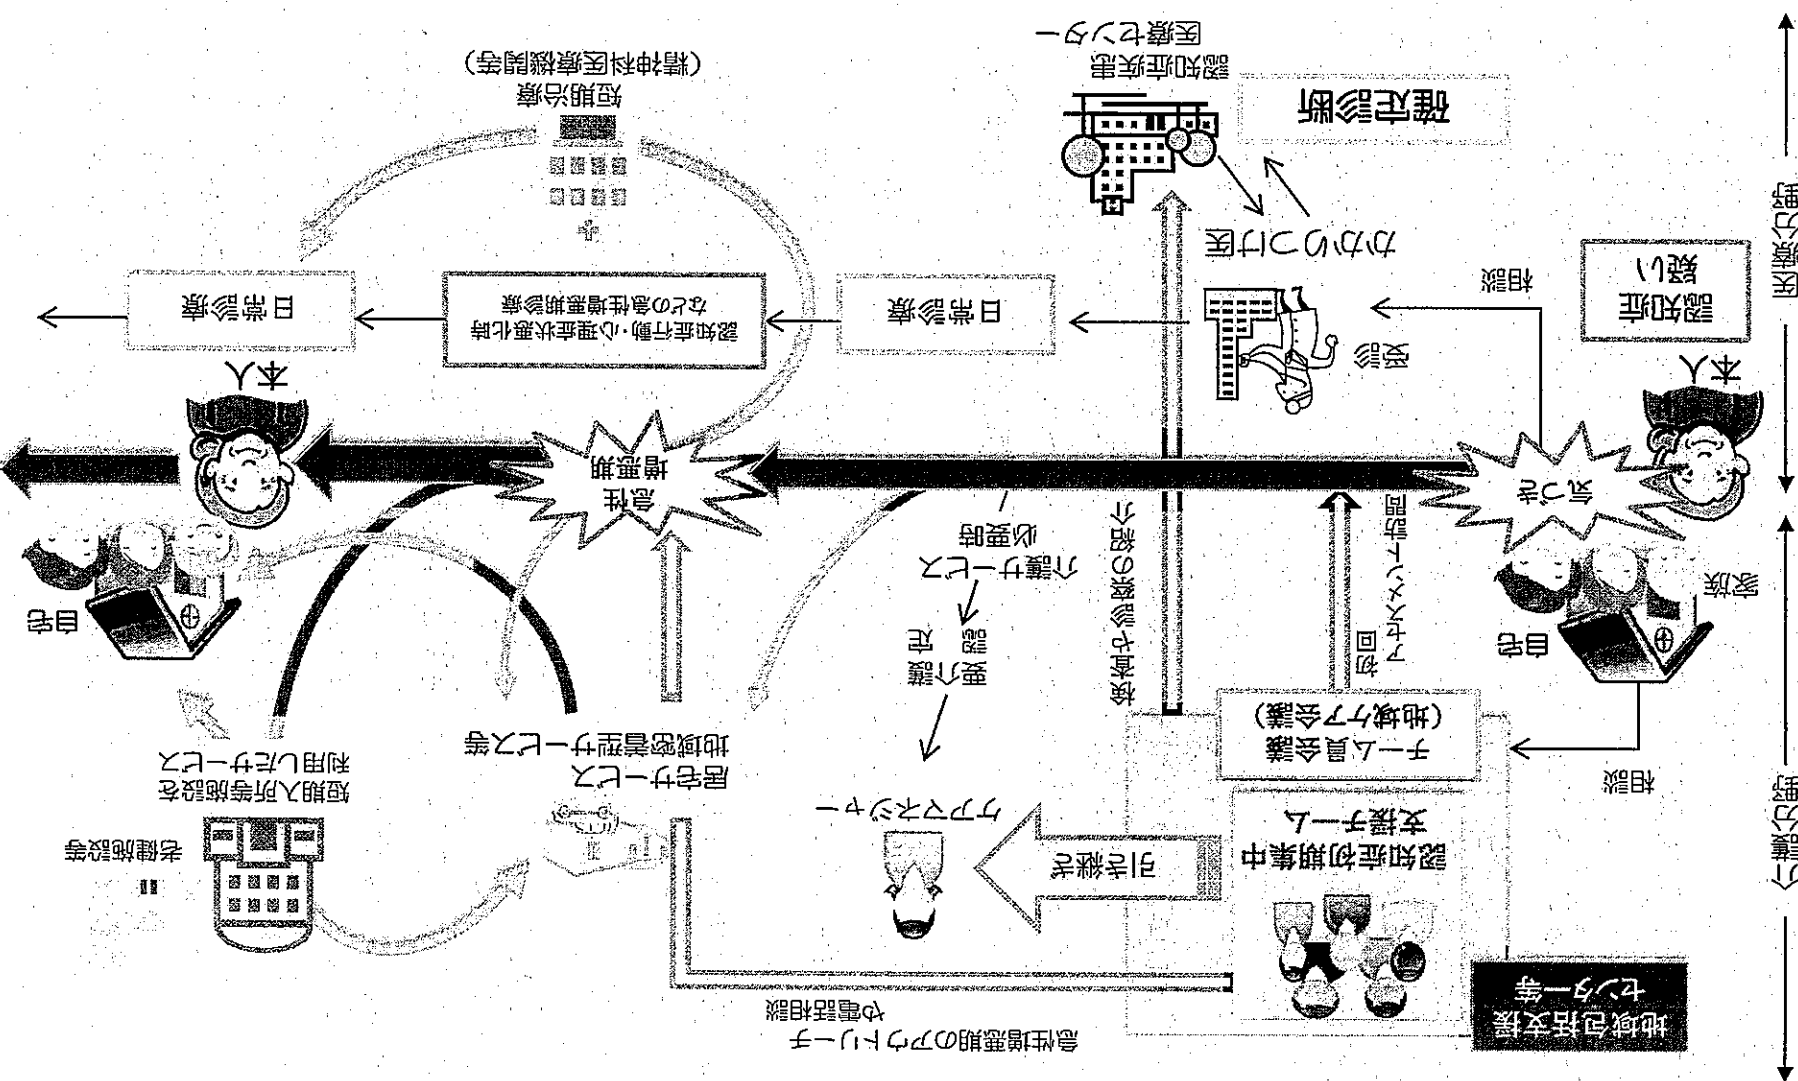 医療分野
介護分野
認知症
疑い
本人
家族
自宅
気づき
相談
相談
受診
かかりつけ医
確定診断
認知症疾患
医療センター
日常診療
認知症行動・心理症状悪化時
などの急性増悪期診療
日常診療
短期治療
(精神科医療機関等)
急性
増悪期
本人
自宅
初回
アセスメント訪問
検査や診察の紹介
介護サービス
必要時
要介護
認定
チーム員会議
(地域ケア会議)
認知症初期集中
支援チーム
地域包括支援
センター等
引き継ぎ
ケアマネジャー
急性増悪期のアウトリーチ
や電話相談
居宅サービス
地域密着型サービス等
短期入所等施設を
利用したサービス
老健施設等